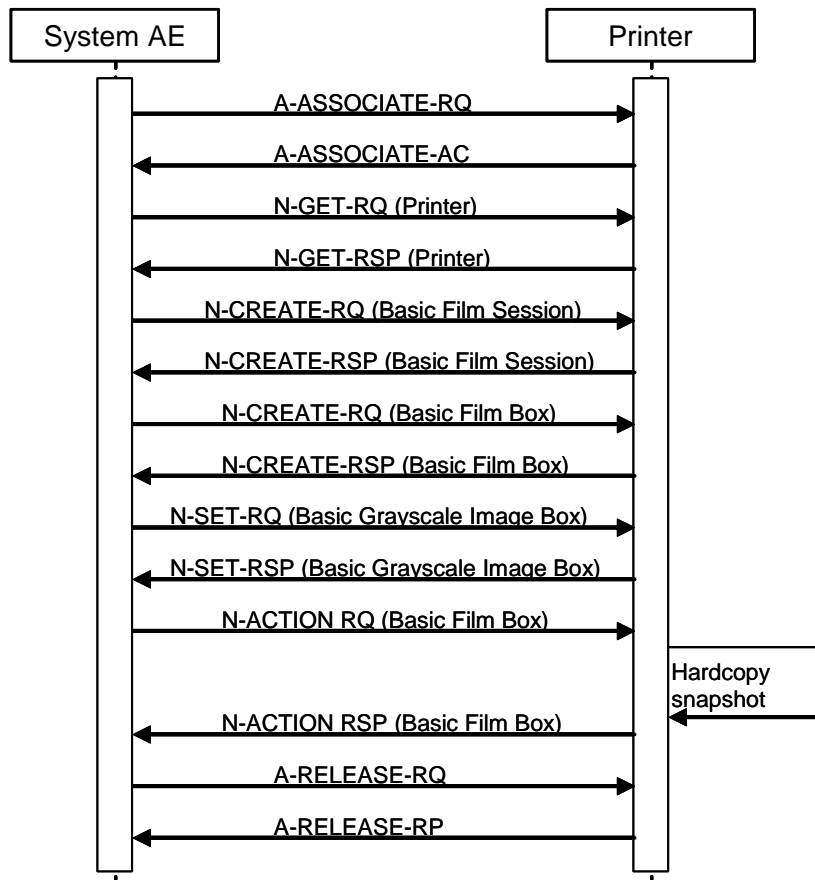 System AE
Printer
A-ASSOCIATE-RQ
A-ASSOCIATE-AC
N-GET-RQ (Printer)
N-GET-RSP (Printer)
N-CREATE-RQ (Basic Film Session)
N-CREATE-RSP (Basic Film Session)
N-CREATE-RQ (Basic Film Box)
N-CREATE-RSP (Basic Film Box)
N-SET-RQ (Basic Grayscale Image Box)
N-SET-RSP (Basic Grayscale Image Box)
N-ACTION RQ (Basic Film Box)
Hardcopy
snapshot
N-ACTION RSP (Basic Film Box)
A-RELEASE-RQ
A-RELEASE-RP